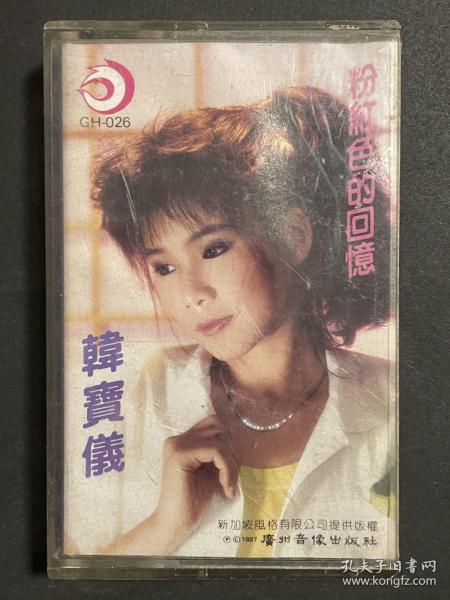 GH-026
粉紅色的回憶
韓寶儀
新加坡風格有限公司提供版權
℗©1987 廣州音像出版社
孔夫子旧书网
www.kongfz.com